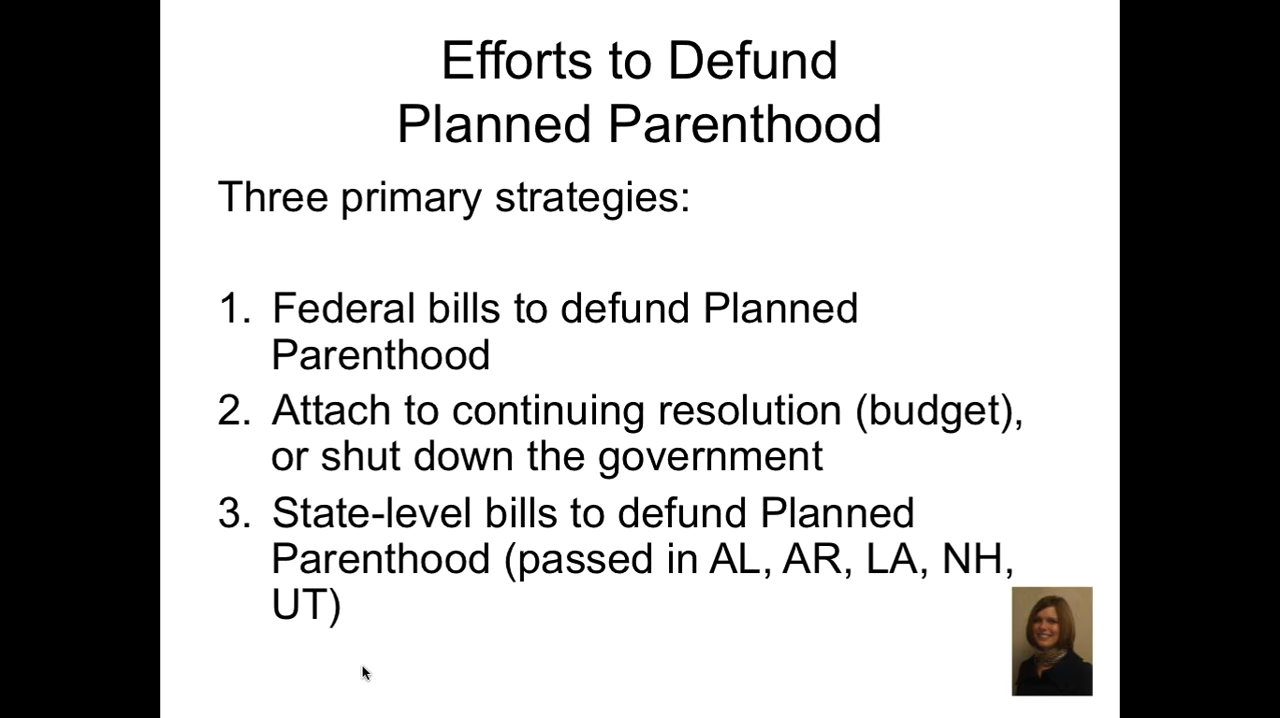 Efforts to Defund
Planned Parenthood
Three primary strategies:
1. Federal bills to defund Planned
Parenthood
2. Attach to continuing resolution (budget),
or shut down the government
3. State-level bills to defund Planned
Parenthood (passed in AL, AR, LA, NH,
UT)